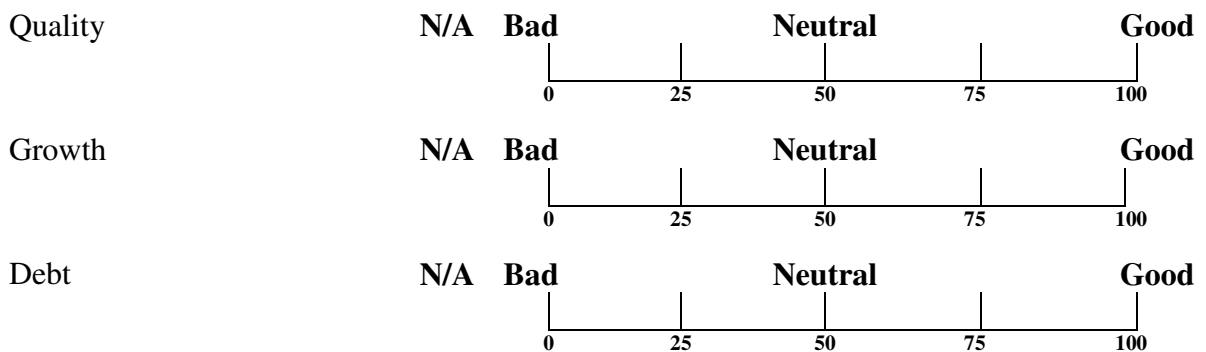 Quality N/A Bad Neutral Good
0 25 50 75 100
Growth N/A Bad Neutral Good
0 25 50 75 100
Debt N/A Bad Neutral Good
0 25 50 75 100